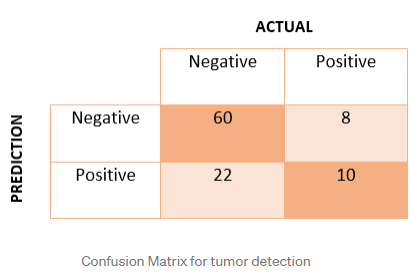 ACTUAL
Negative Positive
PREDICTION
Negative 60 8
Positive 22 10
Confusion Matrix for tumor detection